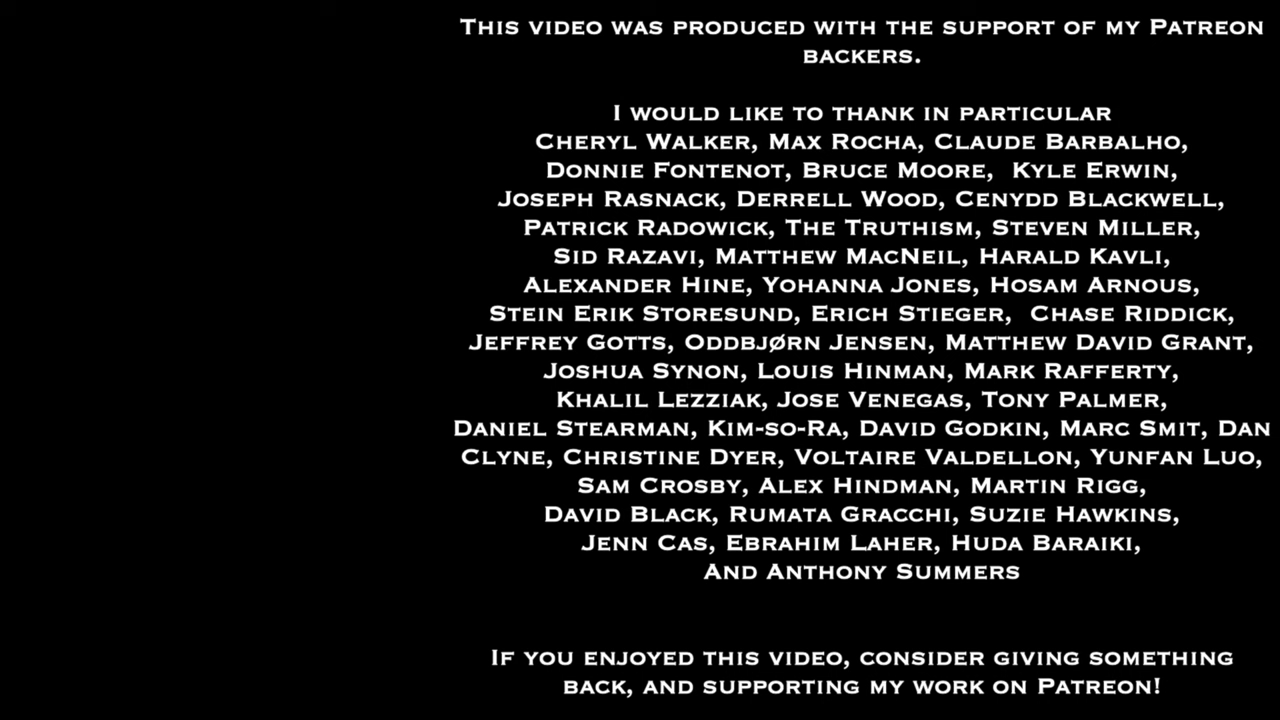 This video was produced with the support of my Patreon
backers.
I would like to thank in particular
Cheryl Walker, Max Rocha, Claude Barbalho,
Donnie Fontenot, Bruce Moore, Kyle Erwin,
Joseph Rasnack, Derrell Wood, Cenydd Blackwell,
Patrick Radowick, The Truthism, Steven Miller,
Sid Razavi, Matthew MacNeil, Harald Kavli,
Alexander Hine, Yohanna Jones, Hosam Arnous,
Stein Erik Storesund, Erich Stieger, Chase Riddick,
Jeffrey Gotts, Oddbjørn Jensen, Matthew David Grant,
Joshua Synon, Louis Hinman, Mark Rafferty,
Khalil Lezziak, Jose Venegas, Tony Palmer,
Daniel Stearman, Kim-so-Ra, David Godkin, Marc Smit, Dan
Clyne, Christine Dyer, Voltaire Valdellon, Yunfan Luo,
Sam Crosby, Alex Hindman, Martin Rigg,
David Black, Rumata Gracchi, Suzie Hawkins,
Jenn Cas, Ebrahim Laher, Huda Baraiki,
And Anthony Summers
If you enjoyed this video, consider giving something
back, and supporting my work on Patreon!